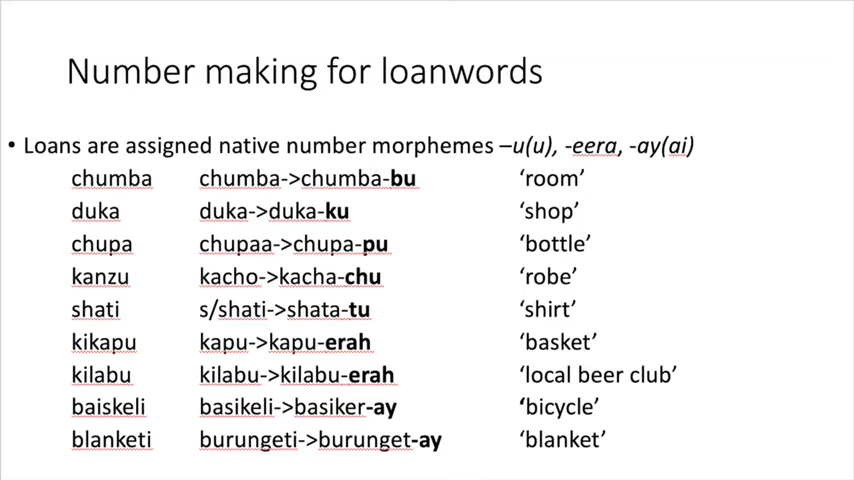 Number making for loanwords
• Loans are assigned native number morphemes –u(u), -eera, -ay(ai)
chumba chumba->chumba-bu ‘room’
duka duka->duka-ku ‘shop’
chupa chupaa->chupa-pu ‘bottle’
kanzu kacho->kacha-chu ‘robe’
shati s/shati->shata-tu ‘shirt’
kikapu kapu->kapu-erah ‘basket’
kilabu kilabu->kilabu-erah ‘local beer club’
baiskeli basikeli->basiker-ay ‘bicycle’
blanketi burungeti->burunget-ay ‘blanket’